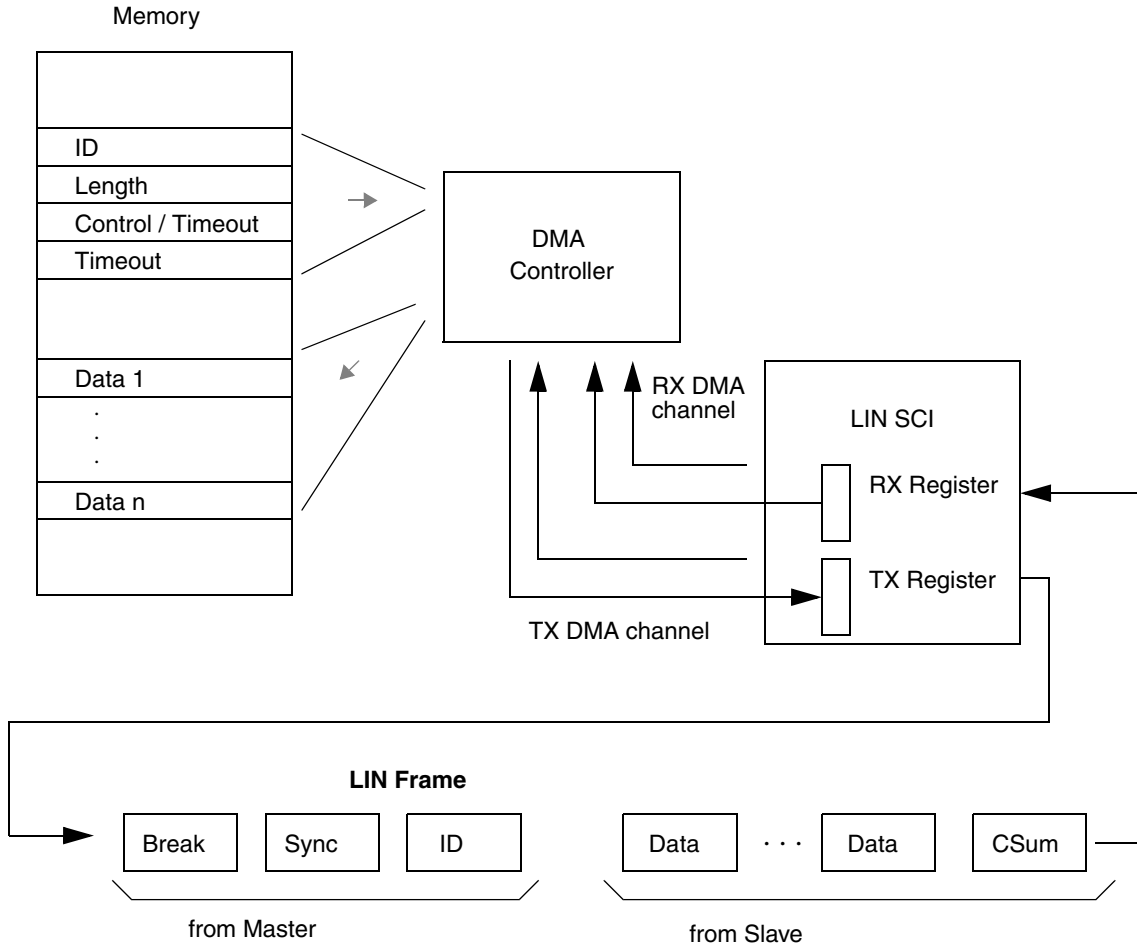 Memory
ID
Length
Control / Timeout
Timeout
Data 1
.
.
.
Data n
DMA
Controller
RX DMA
channel
LIN SCI
RX Register
TX Register
TX DMA channel
LIN Frame
Break
Sync
ID
Data
. . .
Data
CSum
from Master
from Slave